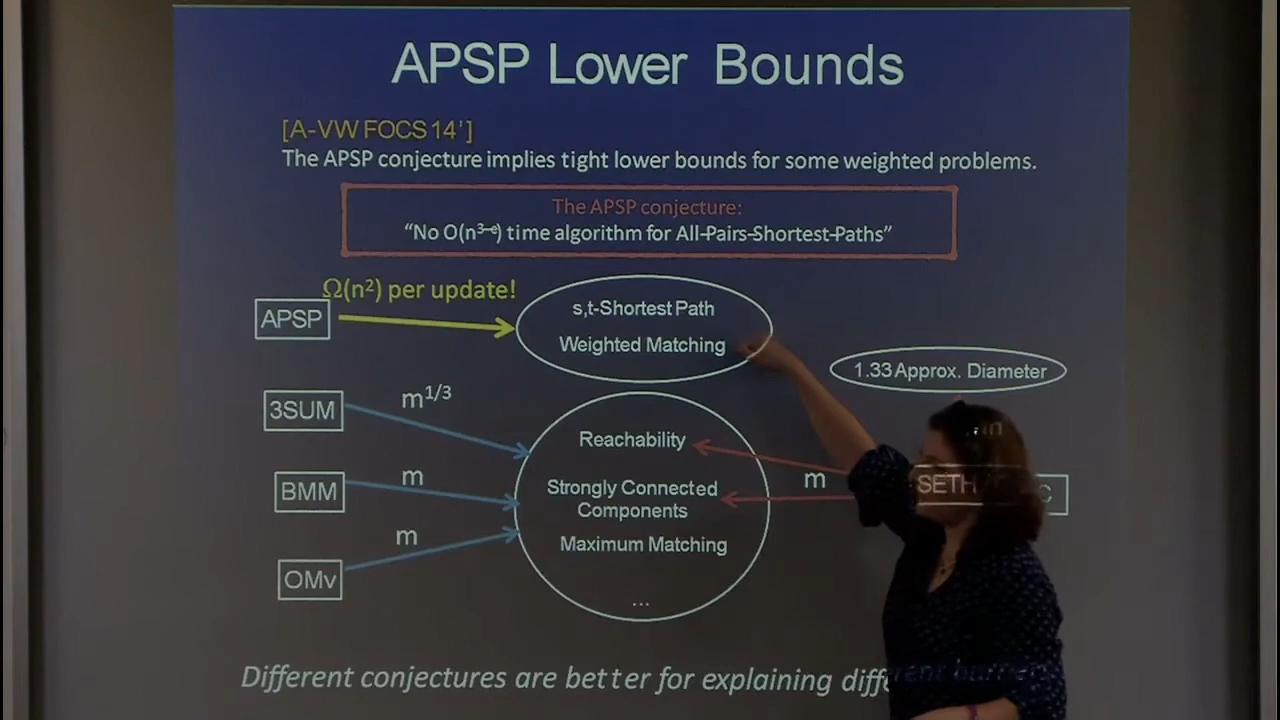 APSP Lower Bounds
[A-VW FOCS 14']
The APSP conjecture implies tight lower bounds for some weighted problems.
The APSP conjecture:
“No O(n³⁻ᵉ) time algorithm for All-Pairs-Shortest-Paths”
Ω(n²) per update!
APSP
s,t-Shortest Path
Weighted Matching
1.33 Approx. Diameter
3SUM
m¹/³
Reachability
BMM
m
Strongly Connected
Components
m
SETH
C
OMv
m
Maximum Matching
...
Different conjectures are better for explaining different